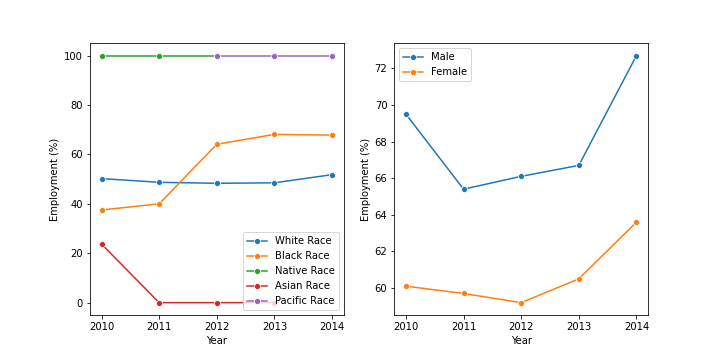 100
80
60
40
20
0
Employment (%)
2010 2011 2012 2013 2014
Year
White Race
Black Race
Native Race
Asian Race
Pacific Race
72
70
68
66
64
62
60
Employment (%)
2010 2011 2012 2013 2014
Year
Male
Female